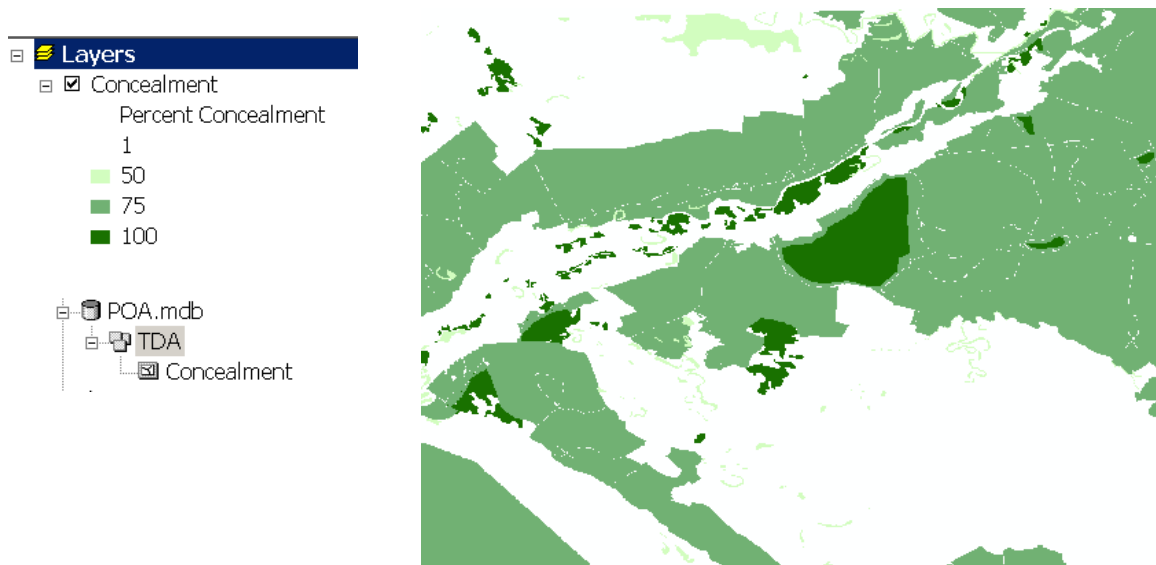 Layers
Concealment
Percent Concealment
1
50
75
100
POA.mdb
TDA
Concealment